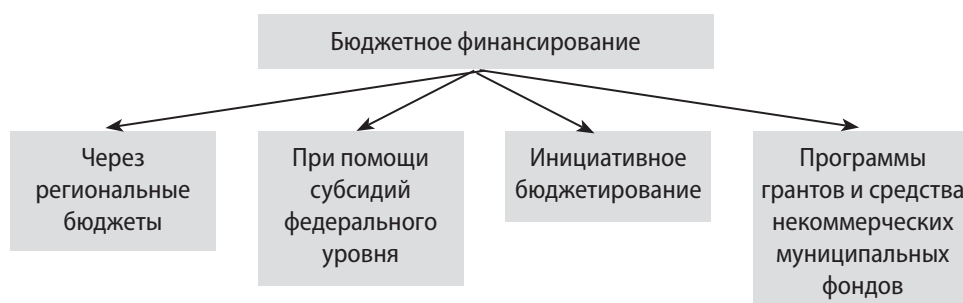 Бюджетное финансирование
Через
региональные
бюджеты
При помощи
субсидий
федерального
уровня
Инициативное
бюджетирование
Программы
грантов и средства
некоммерческих
муниципальных
фондов